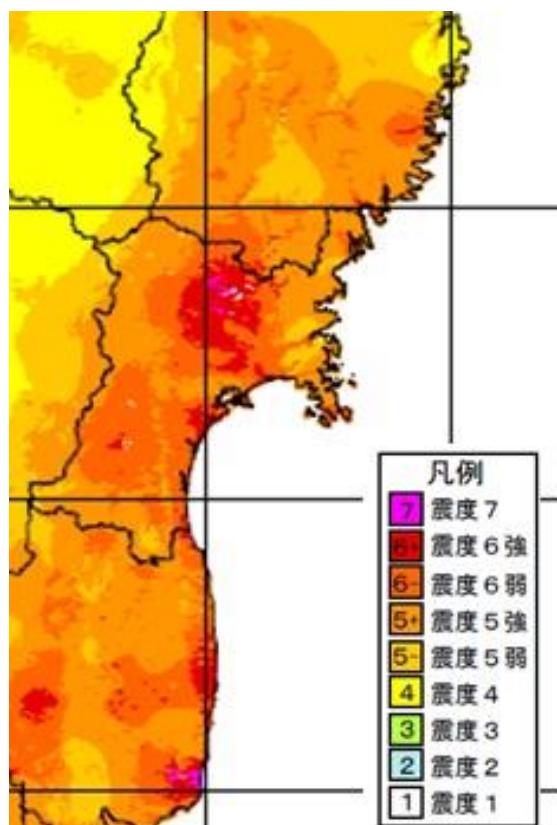 凡例
7 震度7
6+ 震度6強
6- 震度6弱
5+ 震度5強
5- 震度5弱
4 震度4
3 震度3
2 震度2
1 震度1